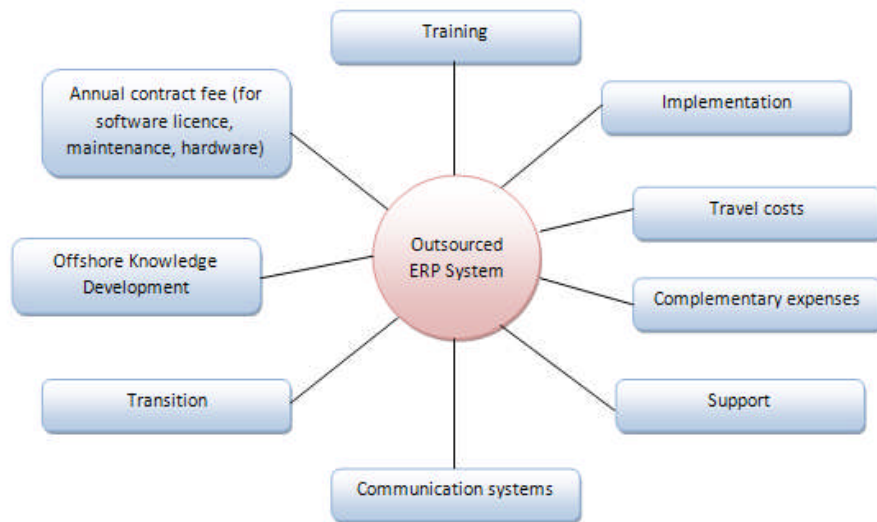 Training
Annual contract fee (for
software licence,
maintenance, hardware)
Implementation
Travel costs
Outsourced
ERP System
Offshore Knowledge
Development
Complementary expenses
Transition
Support
Communication systems